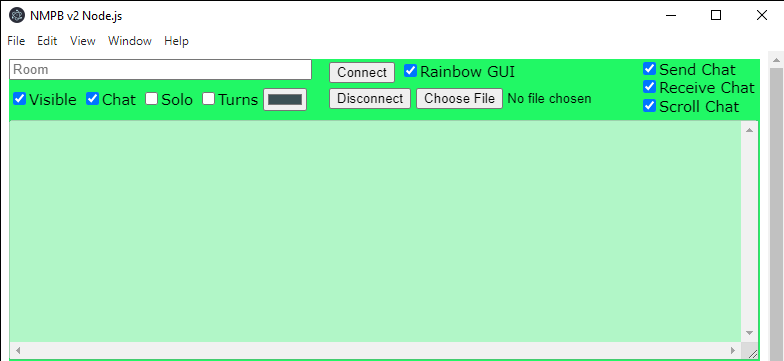 NMPB v2 Node.js
File Edit View Window Help
Room
Connect Rainbow GUI
Send Chat
Visible Chat Solo Turns
Disconnect Choose File No file chosen
Receive Chat
Scroll Chat